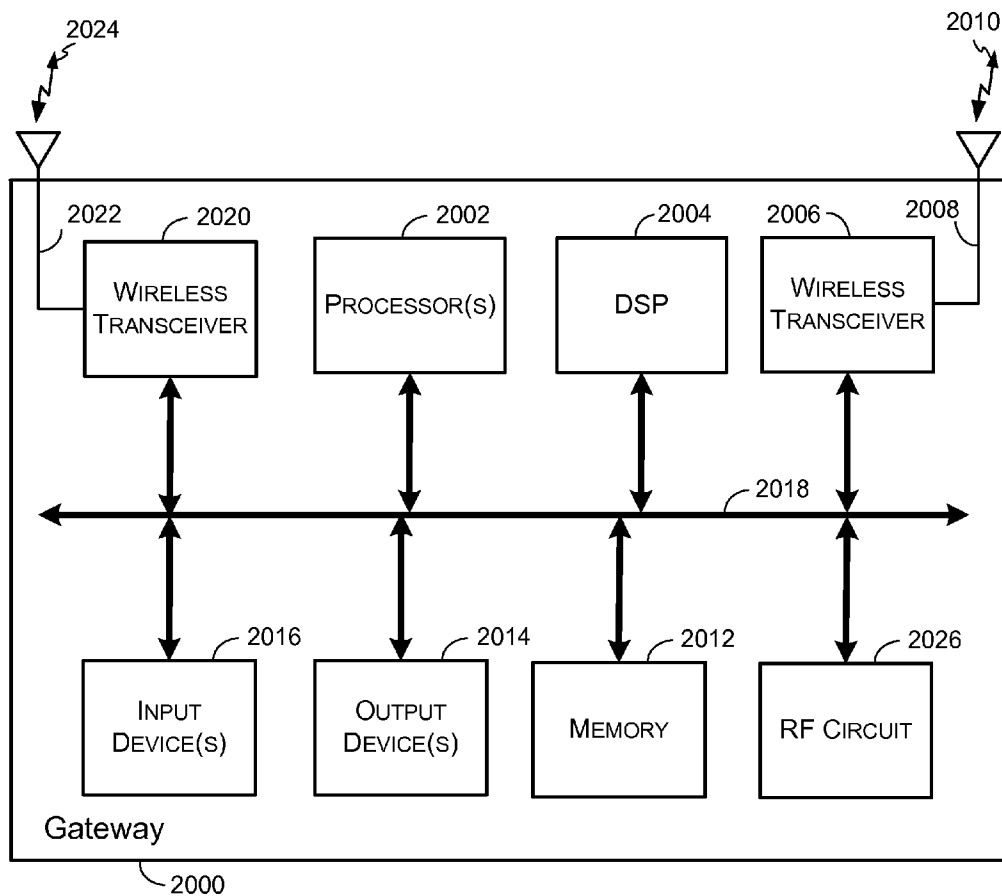 2024
2010
2022
2020
2002
2004
2006
2008
WIRELESS
TRANSCEIVER
PROCESSOR(S)
DSP
WIRELESS
TRANSCEIVER
2018
2016
2014
2012
2026
INPUT
DEVICE(S)
OUTPUT
DEVICE(S)
MEMORY
RF CIRCUIT
Gateway
2000